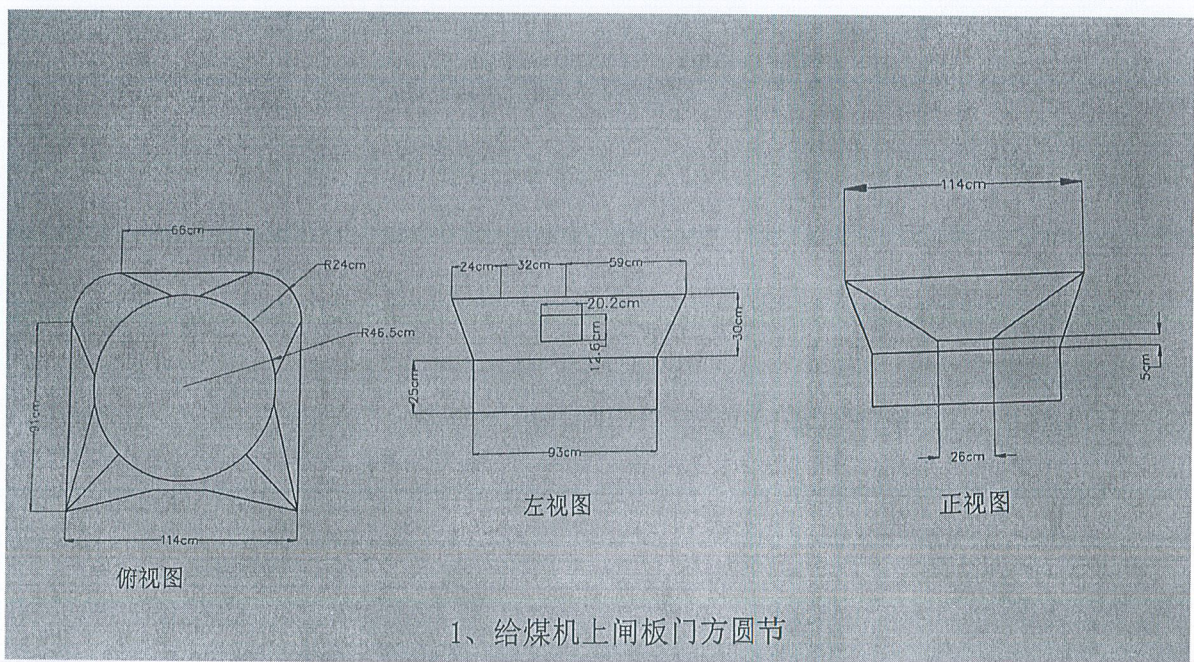 66cm
R24cm
R46.5cm
91cm
114cm
俯视图
24cm
32cm
59cm
20.2cm
12.6cm
30cm
25cm
93cm
左视图
114cm
5cm
26cm
正视图
1、给煤机上闸板门方圆节